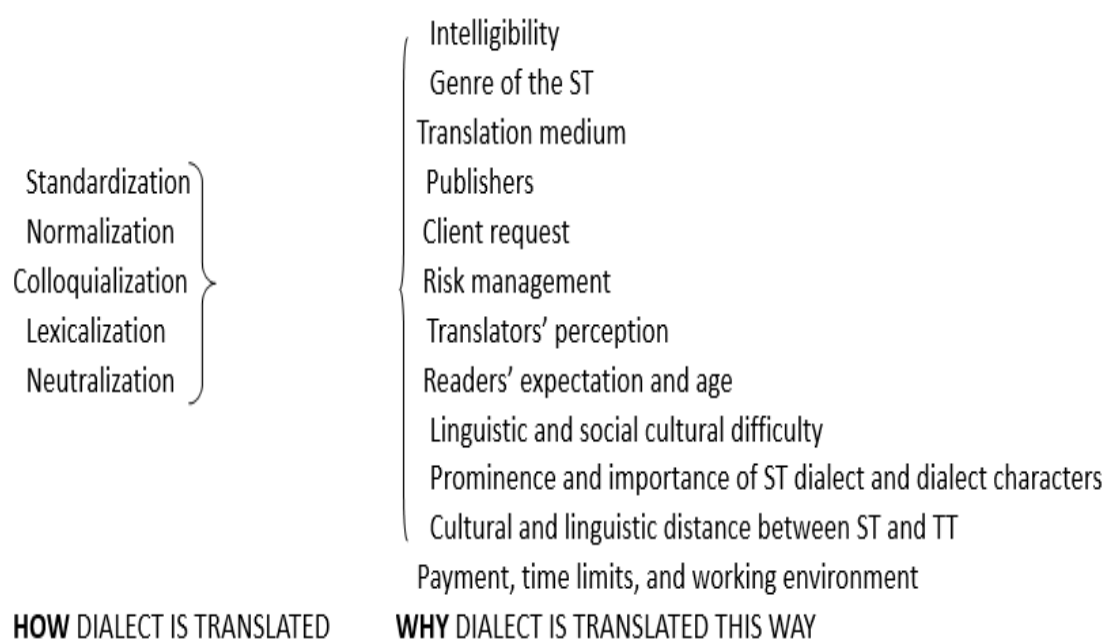 Intelligibility
Genre of the ST
Translation medium
Standardization
Publishers
Normalization
Client request
Colloquialization
Risk management
Lexicalization
Translators’ perception
Neutralization
Readers’ expectation and age
Linguistic and social cultural difficulty
Prominence and importance of ST dialect and dialect characters
Cultural and linguistic distance between ST and TT
Payment, time limits, and working environment
HOW DIALECT IS TRANSLATED
WHY DIALECT IS TRANSLATED THIS WAY